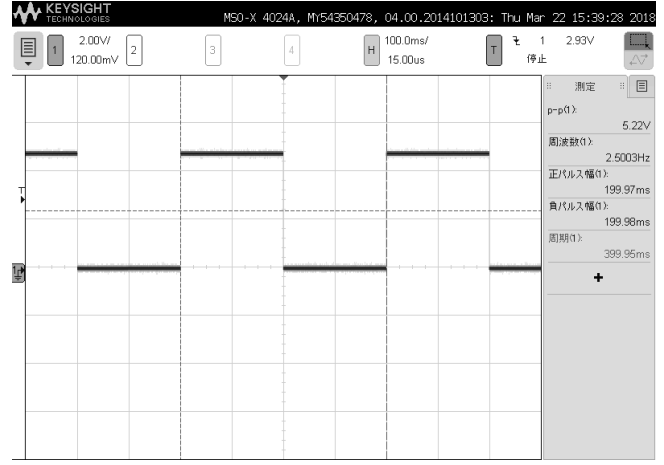 KEYSIGHT
TECHNOLOGIES
MSO-X 4024A, MY54350478, 04.00.2014101303: Thu Mar 22 15:39:28 2018
1 2.00V/ 2 3 4 H 100.0ms/ T 1 2.93V
120.00mV 15.00us 停止
測定
p-p(1):
5.22V
周波数(1):
2.5003Hz
正パルス幅(1):
199.97ms
負パルス幅(1):
199.98ms
周期(1):
399.95ms
T
1